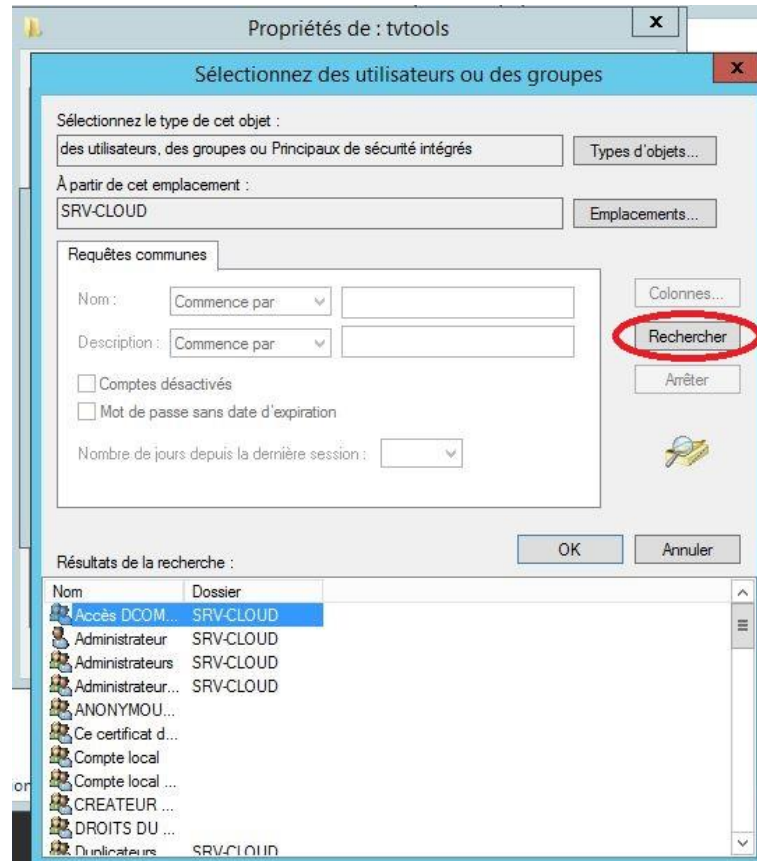 Propriétés de : tvtools
x
Sélectionnez des utilisateurs ou des groupes
x
Sélectionnez le type de cet objet :
des utilisateurs, des groupes ou Principaux de sécurité intégrés
Types d'objets...
À partir de cet emplacement :
SRV-CLOUD
Emplacements...
Requêtes communes
Nom :
Commence par
Colonnes...
Description :
Commence par
Rechercher
Comptes désactivés
Arrêter
Mot de passe sans date d'expiration
Nombre de jours depuis la dernière session :
OK
Annuler
Résultats de la recherche :
Nom Dossier
Accès DCOM... SRV-CLOUD
Administrateur SRV-CLOUD
Administrateurs SRV-CLOUD
Administrateur... SRV-CLOUD
ANONYMOU...
Ce certificat d...
Compte local
Compte local ...
CREATEUR ...
DROITS DU ...
Duplicateurs SRV-CLOUD